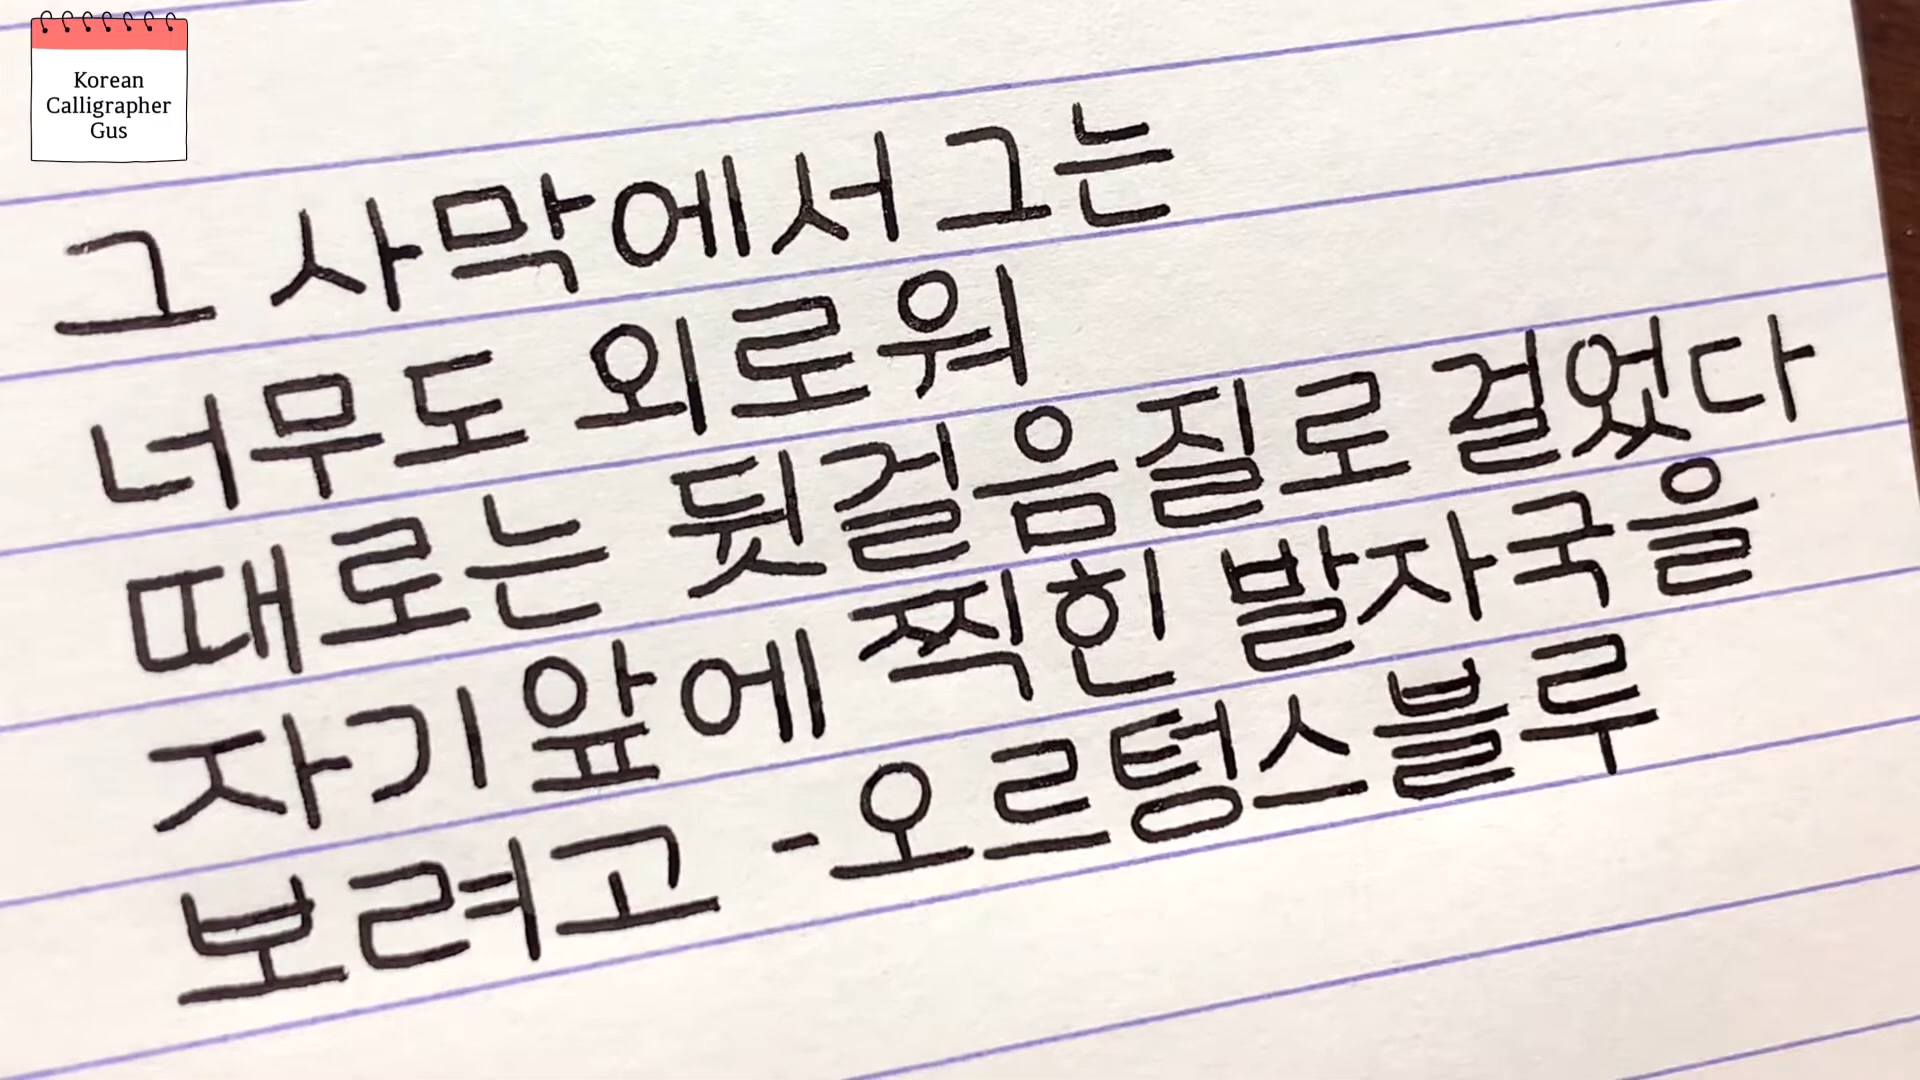 Korean
Calligrapher
Gus
그 사막에서 그는
너무도 외로워
때로는 뒷걸음질로 걸었다
자기 앞에 찍힌 발자국을
보려고 -오르텅스블루